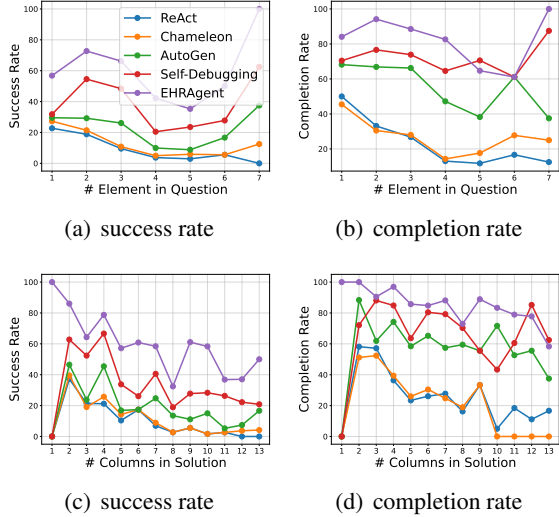 Success Rate
100
80
60
40
20
0
1 2 3 4 5 6 7
# Element in Question
ReAct
Chameleon
AutoGen
Self-Debugging
EHRAgent
(a) success rate
Completion Rate
100
80
60
40
20
1 2 3 4 5 6 7
# Element in Question
(b) completion rate
Success Rate
100
80
60
40
20
0
1 2 3 4 5 6 7 8 9 10 11 12 13
# Columns in Solution
(c) success rate
Completion Rate
100
80
60
40
20
0
1 2 3 4 5 6 7 8 9 10 11 12 13
# Columns in Solution
(d) completion rate